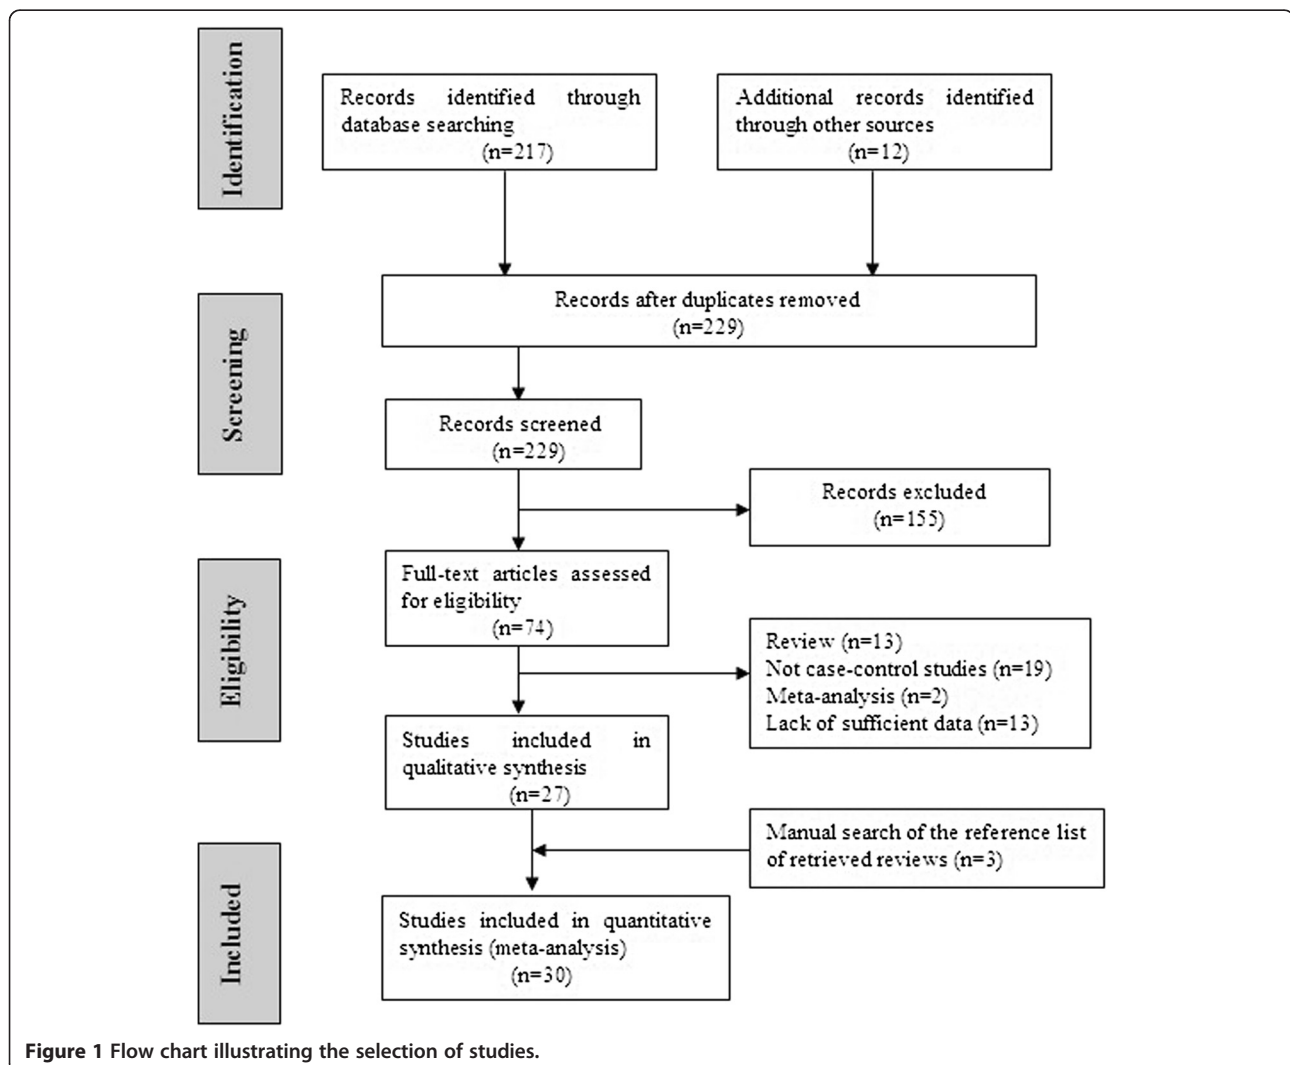 Identification
Records identified through
database searching
(n=217)
Additional records identified
through other sources
(n=12)
Screening
Records after duplicates removed
(n=229)
Records screened
(n=229)
Records excluded
(n=155)
Eligibility
Full-text articles assessed
for eligibility
(n=74)
Review (n=13)
Not case-control studies (n=19)
Meta-analysis (n=2)
Lack of sufficient data (n=13)
Studies included in
qualitative synthesis
(n=27)
Manual search of the reference list
of retrieved reviews (n=3)
Included
Studies included in quantitative
synthesis (meta-analysis)
(n=30)
Figure 1 Flow chart illustrating the selection of studies.